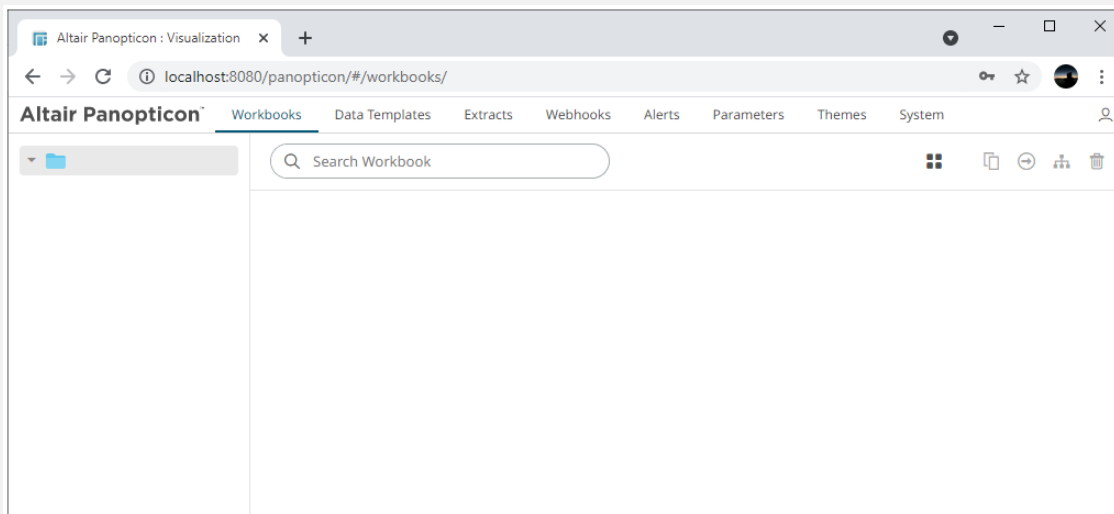 Altair Panopticon : Visualization
localhost:8080/panopticon/#/workbooks/
Altair Panopticon™ Workbooks Data Templates Extracts Webhooks Alerts Parameters Themes System
Search Workbook